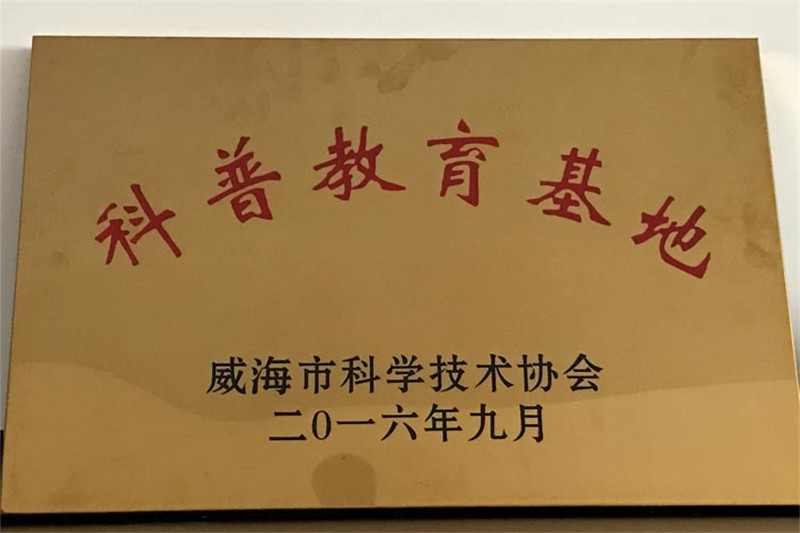 科普教育基地
威海市科学技术协会
二0一六年九月